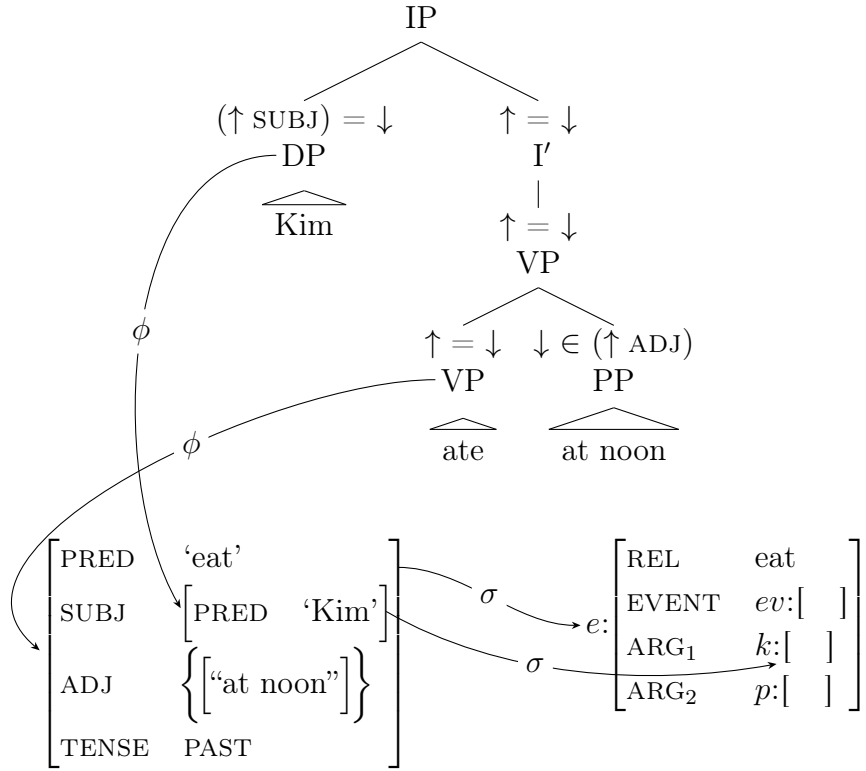 IP
(↑ SUBJ) = ↓ ↑ = ↓
DP I′
Kim
↑ = ↓
VP
ϕ
↑ = ↓ ↓ ∈ (↑ ADJ)
VP PP
ϕ
ate at noon
PRED ‘eat’
SUBJ [PRED ‘Kim’]
ADJ {[“at noon”]}
TENSE PAST
σ
σ
e:
REL eat
EVENT ev:[ ]
ARG₁ k:[ ]
ARG₂ p:[ ]